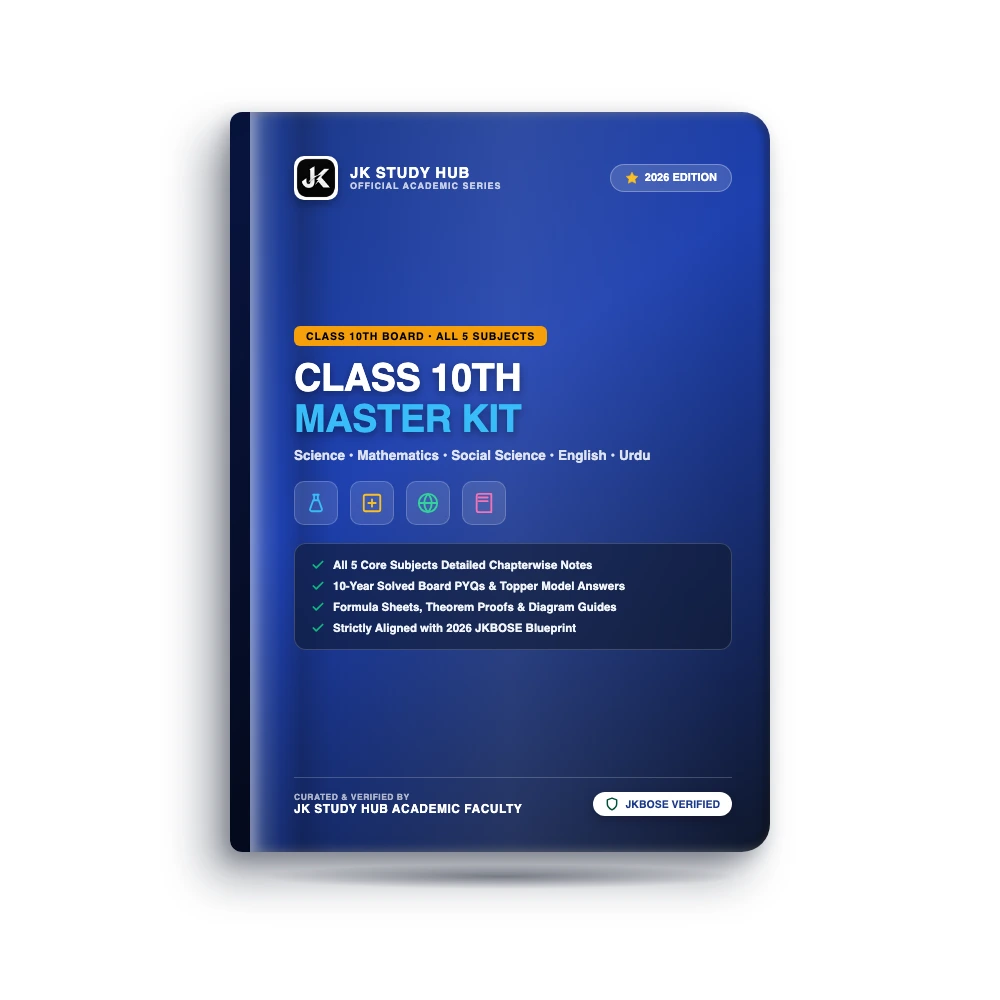 JK
JK STUDY HUB
OFFICIAL ACADEMIC SERIES
2026 EDITION
CLASS 10TH BOARD • ALL 5 SUBJECTS
CLASS 10TH
MASTER KIT
Science • Mathematics • Social Science • English • Urdu
All 5 Core Subjects Detailed Chapterwise Notes
10-Year Solved Board PYQs & Topper Model Answers
Formula Sheets, Theorem Proofs & Diagram Guides
Strictly Aligned with 2026 JKBOSE Blueprint
CURATED & VERIFIED BY
JK STUDY HUB ACADEMIC FACULTY
JKBOSE VERIFIED